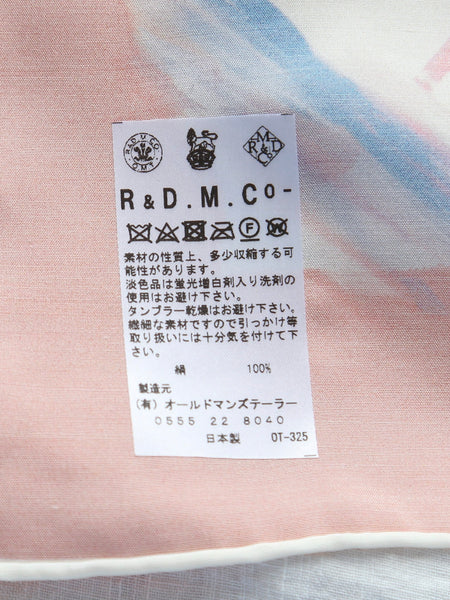 R&D.M.CO
OMT
R M & D Co
R & D . M . Co-
F W
素材の性質上、多少収縮する可
能性があります。
淡色品は蛍光増白剤入り洗剤の
使用はお避け下さい。
タンブラー乾燥はお避け下さい。
繊細な素材ですので引っかけ等
取り扱いには十分気を付けて下
さい。
絹 100%
製造元
(有) オールドマンズテーラー
0555 22 8040
日本製 OT-325